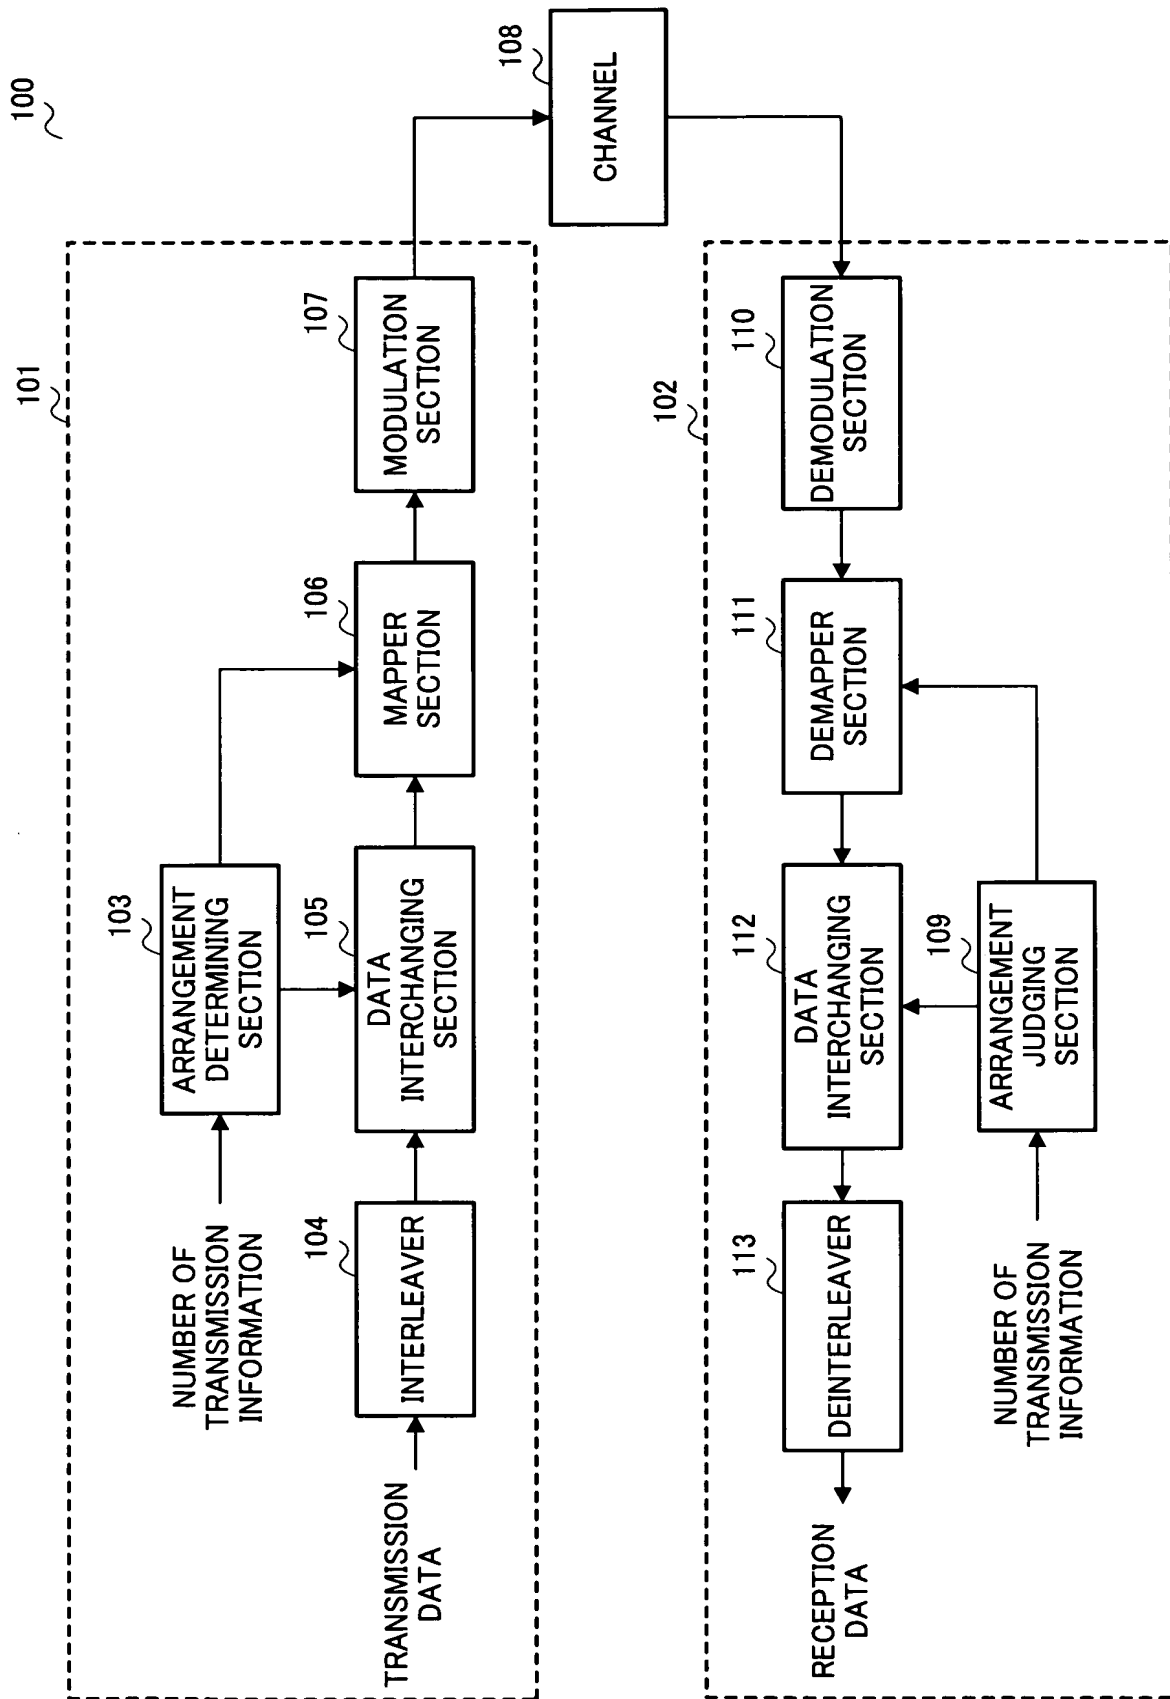 100
101
NUMBER OF
TRANSMISSION
INFORMATION
103
ARRANGEMENT
DETERMINING
SECTION
TRANSMISSION
DATA
104
INTERLEAVER
105
DATA
INTERCHANGING
SECTION
106
MAPPER
SECTION
107
MODULATION
SECTION
108
CHANNEL
102
RECEPTION
DATA
113
DEINTERLEAVER
112
DATA
INTERCHANGING
SECTION
111
DEMAPPER
SECTION
110
DEMODULATION
SECTION
NUMBER OF
TRANSMISSION
INFORMATION
109
ARRANGEMENT
JUDGING
SECTION